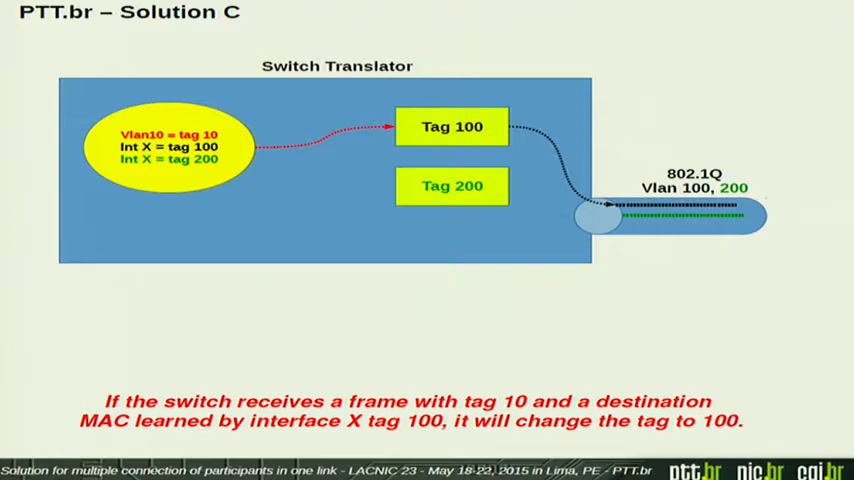 PTT.br – Solution C
Switch Translator
Vlan10 = tag 10
Int X = tag 100
Int X = tag 200
Tag 100
Tag 200
802.1Q
Vlan 100, 200
If the switch receives a frame with tag 10 and a destination
MAC learned by interface X tag 100, it will change the tag to 100.
Solution for multiple connection of participants in one link - LACNIC 23 - May 18-22, 2015 in Lima, PE - PTT.br
ptt.br nic.br cgi.br